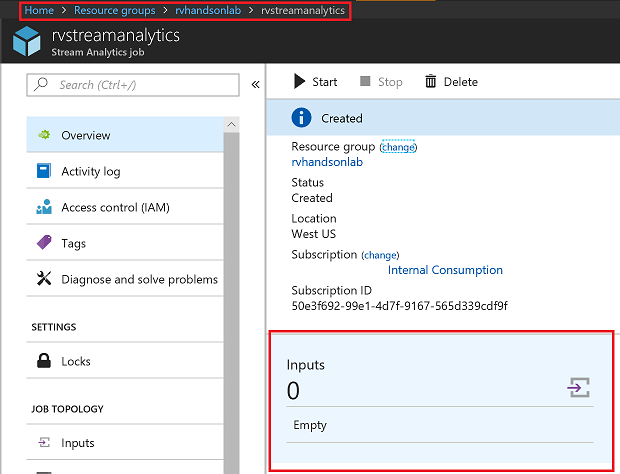 Home > Resource groups > rvhandsonlab > rvstreamanalytics
rvstreamanalytics
Stream Analytics job
Search (Ctrl+/)
«
Overview
Activity log
Access control (IAM)
Tags
Diagnose and solve problems
SETTINGS
Locks
JOB TOPOLOGY
Inputs
Start Stop Delete
Created
Resource group (change)
rvhandsonlab
Status
Created
Location
West US
Subscription (change)
Internal Consumption
Subscription ID
50e3f692-99e1-4d7f-9167-565d339cdf9f
Inputs
0
Empty